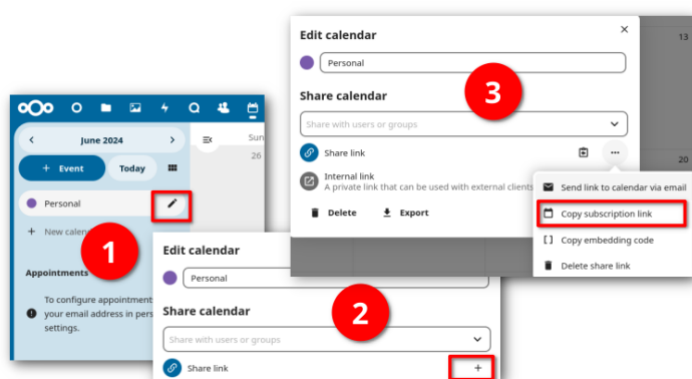 June 2024
Sun
+ Event
Today
26
Personal
+ New calen
Appointments
To configure appointment
your email address in pers
settings.
1
Edit calendar
Personal
Share calendar
Share with users or groups
Share link
+
2
Edit calendar
Personal
Share calendar
Share with users or groups
Share link
Internal link
A private link that can be used with external clients
Delete
Export
3
13
20
Send link to calendar via email
Copy subscription link
[ ] Copy embedding code
Delete share link